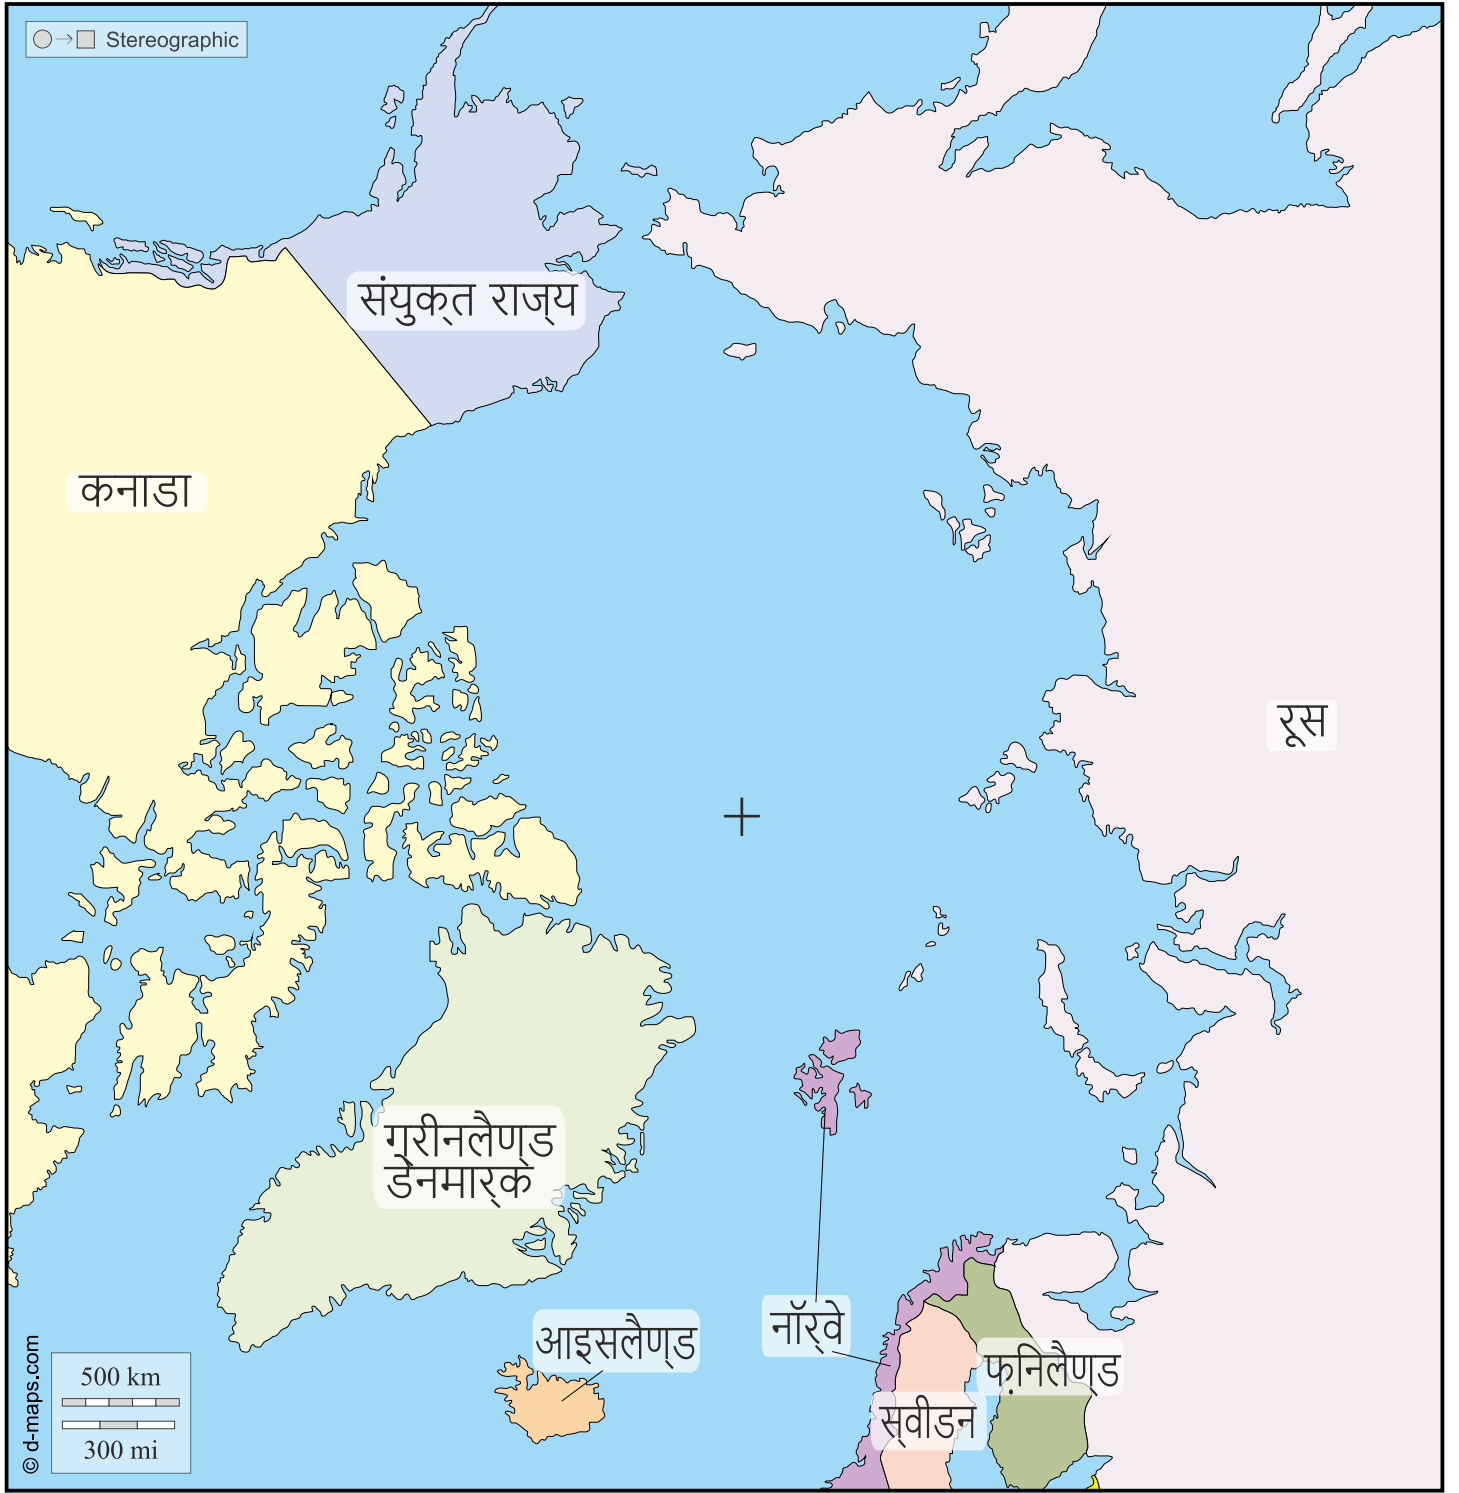 Stereographic
संयुक्त राज्य
कनाडा
रूस
ग्रीनलैण्ड
डेनमार्क
आइसलैण्ड
नॉर्वे
फ़िनलैण्ड
स्वीडन
500 km
300 mi
© d-maps.com